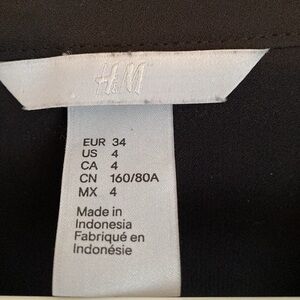 H&M
EUR 34
US 4
CA 4
CN 160/80A
MX 4
Made in
Indonesia
Fabriqué en
Indonésie